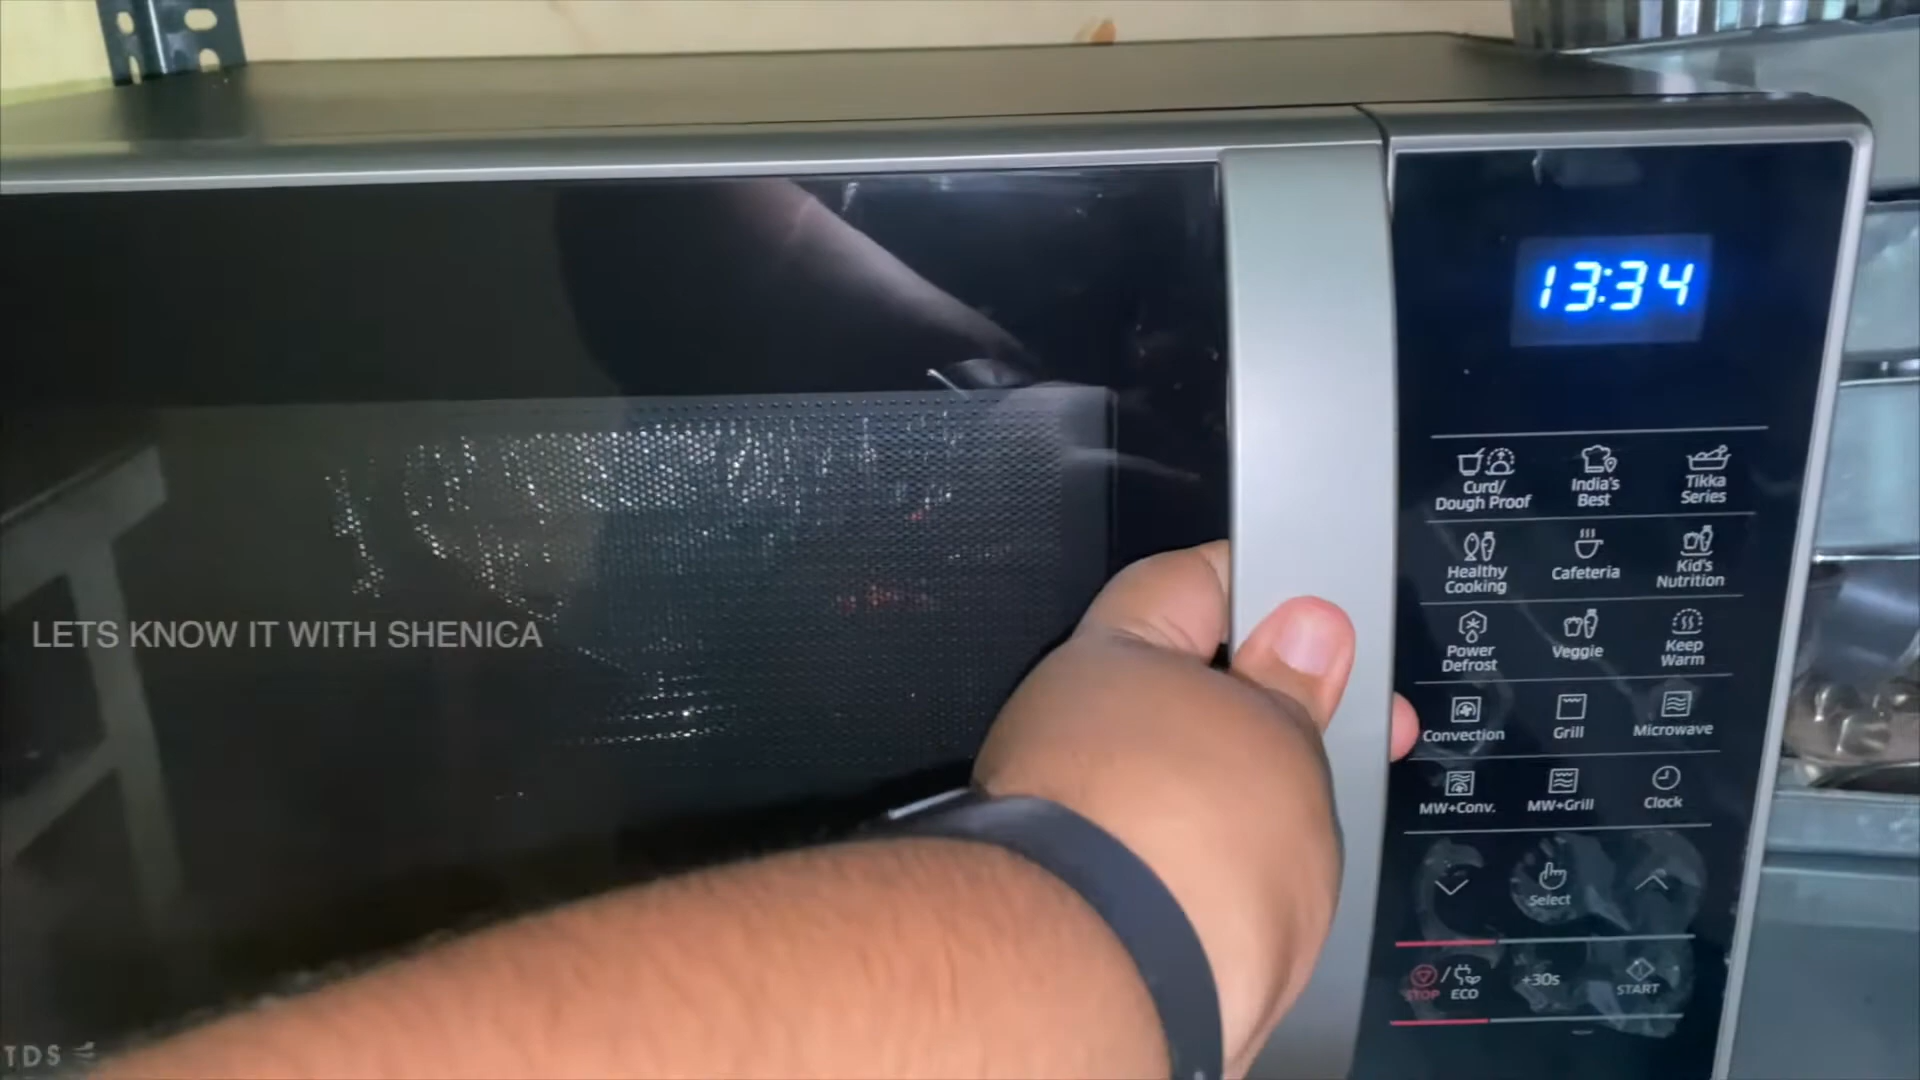 13:34
Curd/
Dough Proof
India's
Best
Tikka
Series
Healthy
Cooking
Cafeteria
Kid's
Nutrition
Power
Defrost
Veggie
Keep
Warm
Convection
Grill
Microwave
MW+Conv.
MW+Grill
Clock
Select
STOP / ECO
+30s
START
LETS KNOW IT WITH SHENICA
TDS